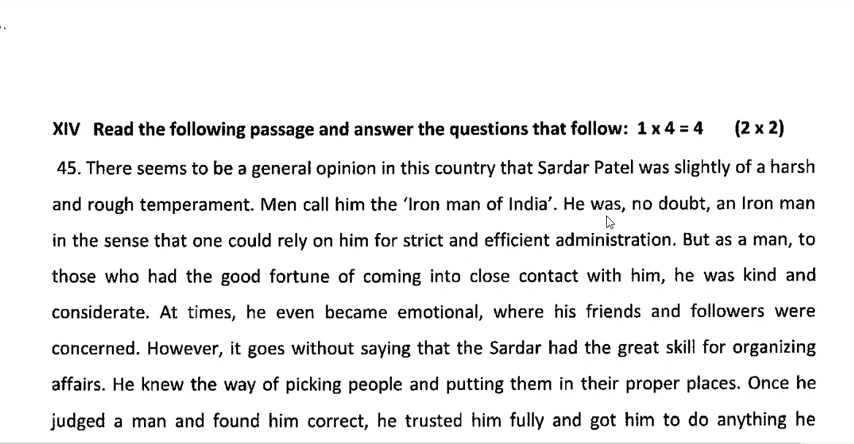 XIV Read the following passage and answer the questions that follow: 1 x 4 = 4 (2 x 2)
45. There seems to be a general opinion in this country that Sardar Patel was slightly of a harsh
and rough temperament. Men call him the ‘Iron man of India’. He was, no doubt, an Iron man
in the sense that one could rely on him for strict and efficient administration. But as a man, to
those who had the good fortune of coming into close contact with him, he was kind and
considerate. At times, he even became emotional, where his friends and followers were
concerned. However, it goes without saying that the Sardar had the great skill for organizing
affairs. He knew the way of picking people and putting them in their proper places. Once he
judged a man and found him correct, he trusted him fully and got him to do anything he